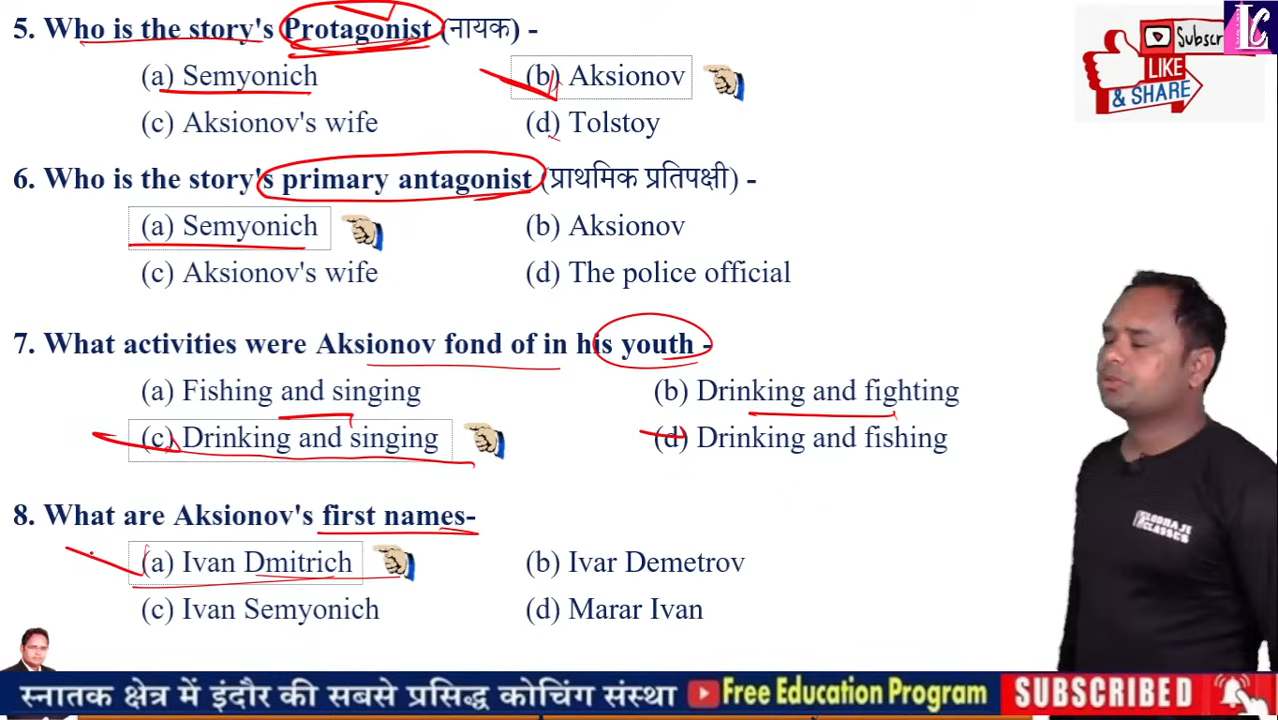 5. Who is the story's Protagonist (नायक) -
(a) Semyonich (b) Aksionov
(c) Aksionov's wife (d) Tolstoy
6. Who is the story's primary antagonist (प्राथमिक प्रतिपक्षी) -
(a) Semyonich (b) Aksionov
(c) Aksionov's wife (d) The police official
7. What activities were Aksionov fond of in his youth -
(a) Fishing and singing (b) Drinking and fighting
(c) Drinking and singing (d) Drinking and fishing
8. What are Aksionov's first names-
(a) Ivan Dmitrich (b) Ivar Demetrov
(c) Ivan Semyonich (d) Marar Ivan
Subscr
LC
LIKE
& SHARE
CLASSES
स्नातक क्षेत्र में इंदौर की सबसे प्रसिद्ध कोचिंग संस्था Free Education Program SUBSCRIBED